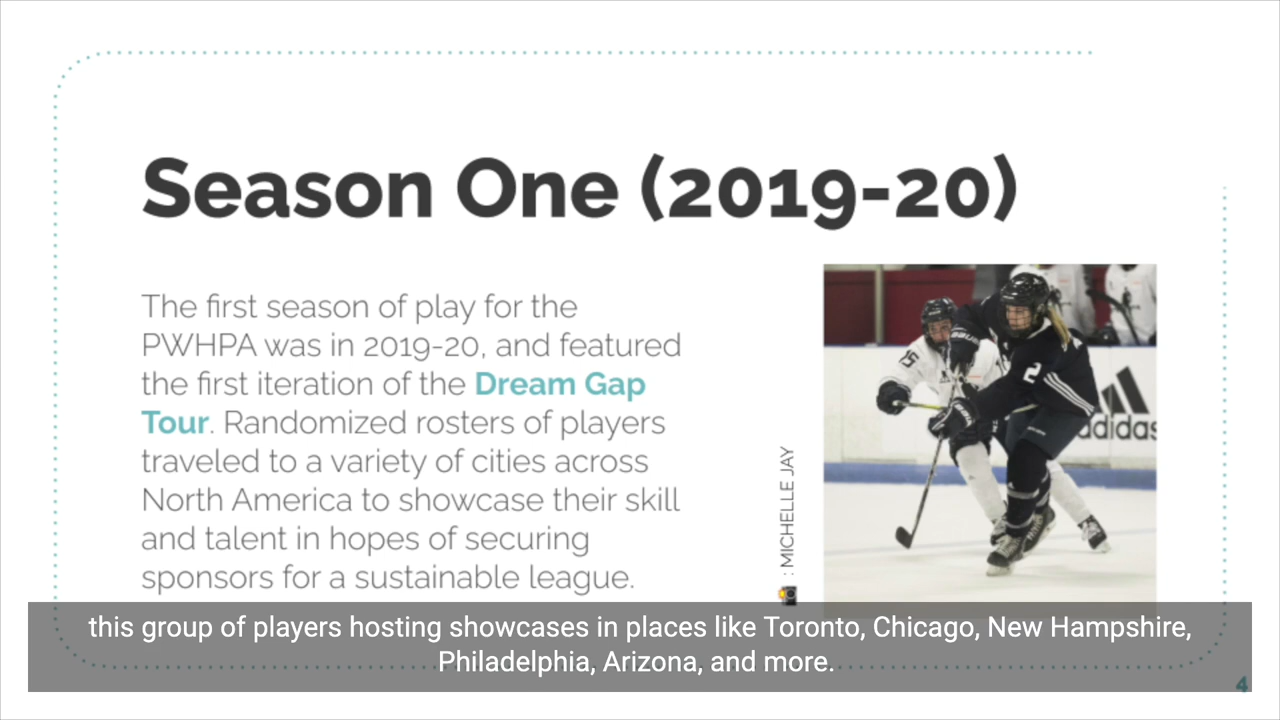 Season One (2019-20)
The first season of play for the
PWHPA was in 2019-20, and featured
the first iteration of the Dream Gap
Tour. Randomized rosters of players
traveled to a variety of cities across
North America to showcase their skill
and talent in hopes of securing
sponsors for a sustainable league.
: MICHELLE JAY
15
2
adidas
this group of players hosting showcases in places like Toronto, Chicago, New Hampshire,
Philadelphia, Arizona, and more.
4